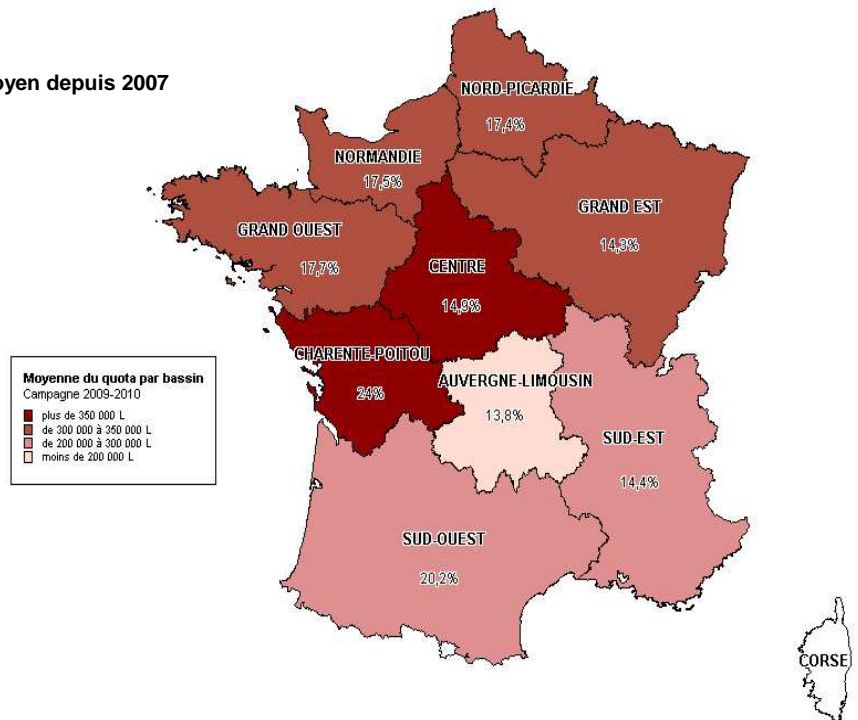 oyen depuis 2007
NORD-PICARDIE
17,4%
NORMANDIE
17,5%
GRAND EST
14,3%
GRAND OUEST
17,7%
CENTRE
14,9%
CHARENTE-POITOU
24%
AUVERGNE-LIMOUSIN
13,8%
SUD-EST
14,4%
SUD-OUEST
20,2%
CORSE
Moyenne du quota par bassin
Campagne 2009-2010
plus de 350 000 L
de 300 000 à 350 000 L
de 200 000 à 300 000 L
moins de 200 000 L